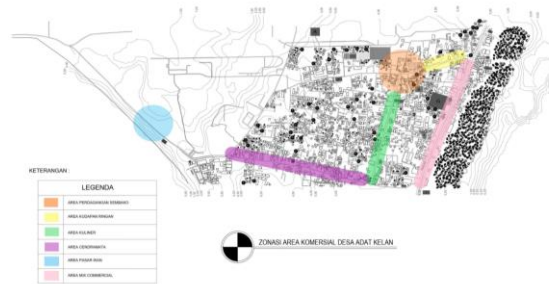 KETERANGAN
LEGENDA
AREA PERDAGANGAN SEMBAKO
AREA KUDAPAN RINGAN
AREA KULINER
AREA CENDRAMATA
AREA PASAR IKAN
AREA MIX COMMERCIAL
ZONASI AREA KOMERSIAL DESA ADAT KELAN